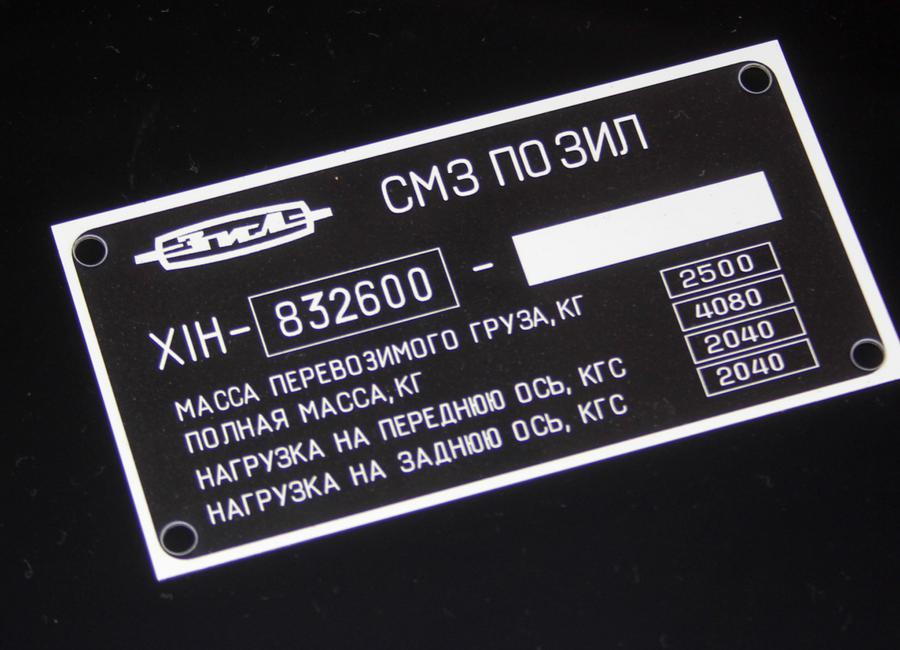 СМЗ ПО ЗИЛ
ЗИЛ
XIH-832600 -
МАССА ПЕРЕВОЗИМОГО ГРУЗА, КГ 2500
ПОЛНАЯ МАССА, КГ 4080
НАГРУЗКА НА ПЕРЕДНЮЮ ОСЬ, КГС 2040
НАГРУЗКА НА ЗАДНЮЮ ОСЬ, КГС 2040